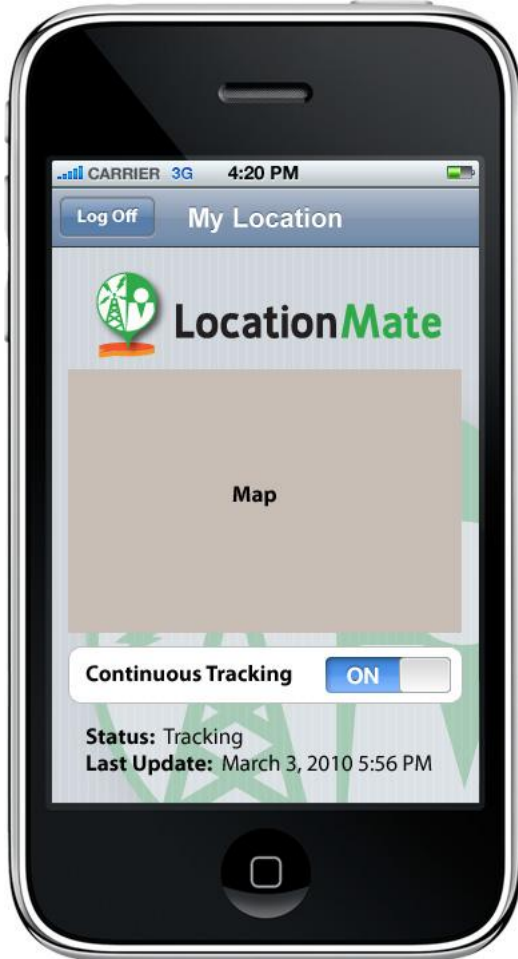 CARRIER 3G 4:20 PM
Log Off My Location
LocationMate
Map
Continuous Tracking ON
Status: Tracking
Last Update: March 3, 2010 5:56 PM